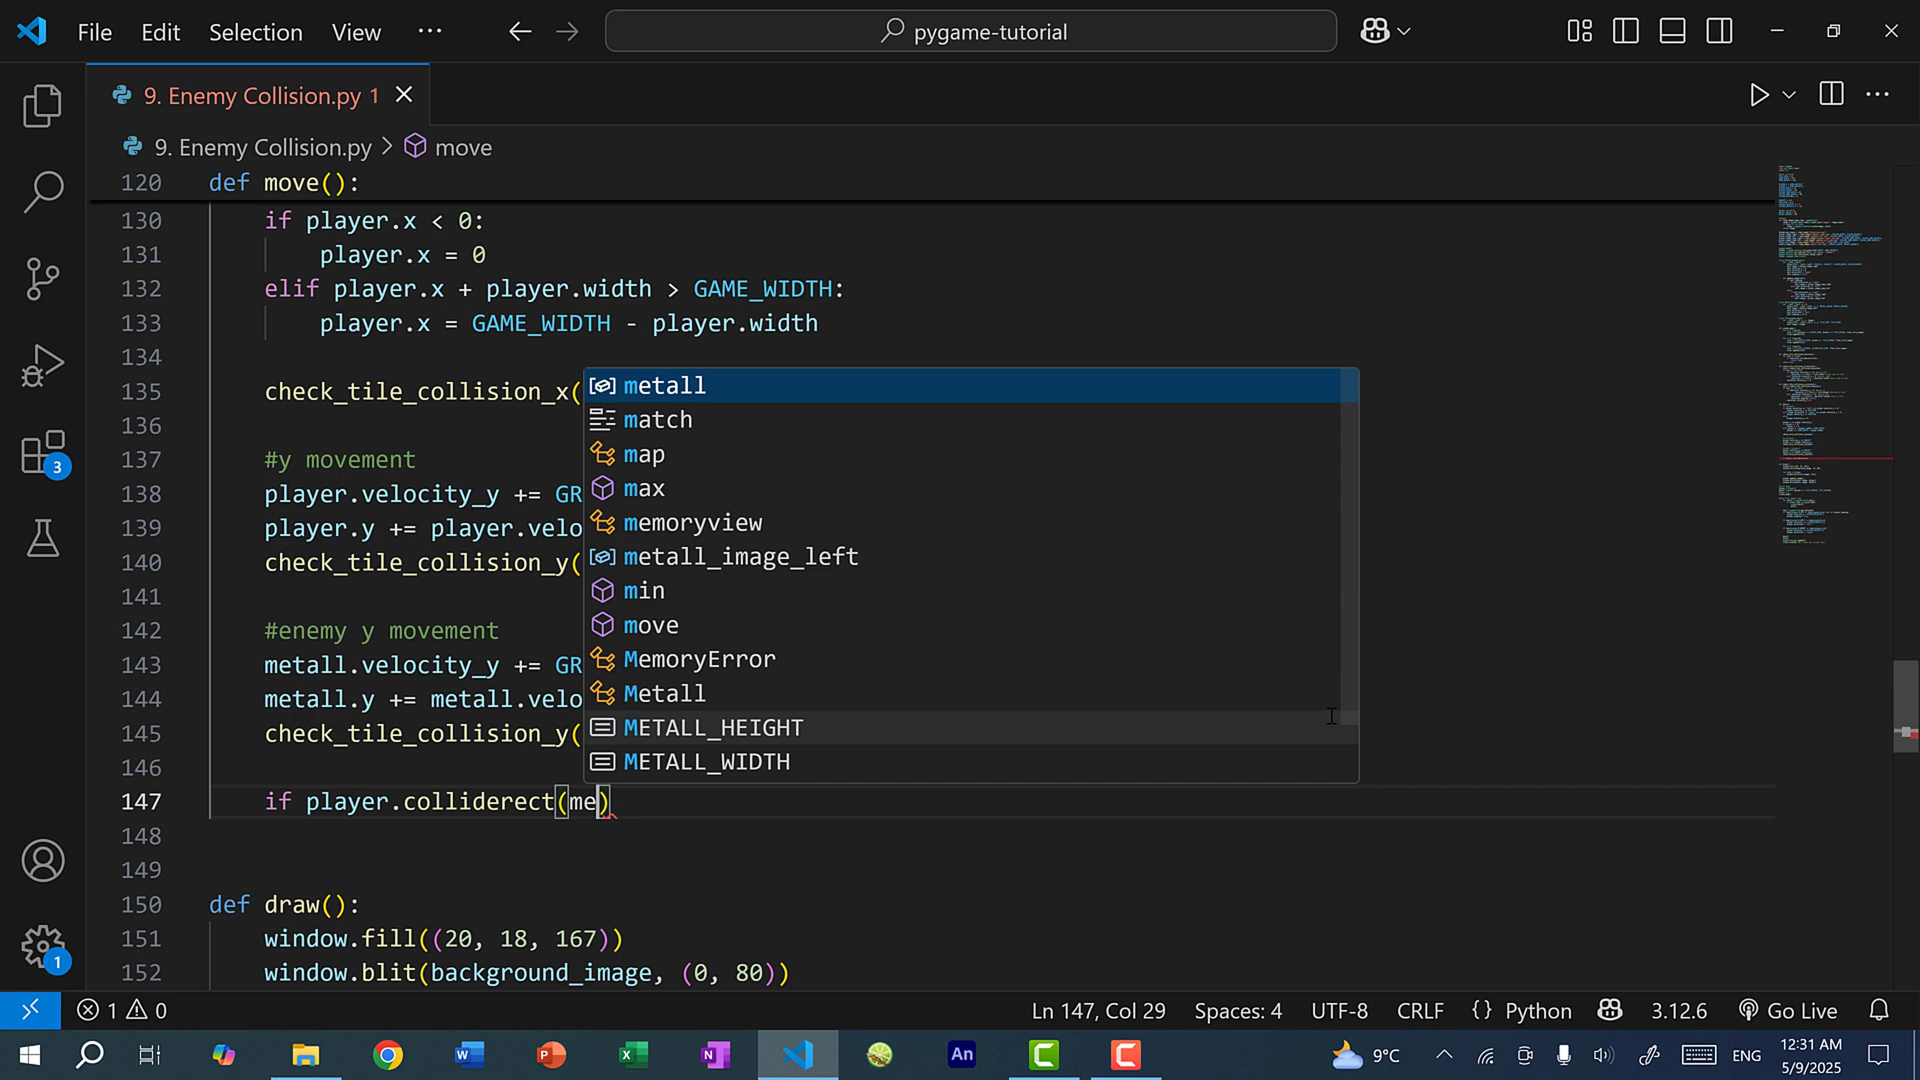 File Edit Selection View ... pygame-tutorial
9. Enemy Collision.py 1
9. Enemy Collision.py > move
120 def move():
130 if player.x < 0:
131 player.x = 0
132 elif player.x + player.width > GAME_WIDTH:
133 player.x = GAME_WIDTH - player.width
134
135 check_tile_collision_x(
136
137 #y movement
138 player.velocity_y += GR
139 player.y += player.velo
140 check_tile_collision_y(
141
142 #enemy y movement
143 metall.velocity_y += GR
144 metall.y += metall.velo
145 check_tile_collision_y(
146
147 if player.colliderect(me)
148
149
150 def draw():
151 window.fill((20, 18, 167))
152 window.blit(background_image, (0, 80))
metall
match
map
max
memoryview
metall_image_left
min
move
MemoryError
Metall
METALL_HEIGHT
METALL_WIDTH
3
1
1 0 Ln 147, Col 29 Spaces: 4 UTF-8 CRLF {} Python 3.12.6 Go Live
An 9°C ENG 12:31 AM
5/9/2025